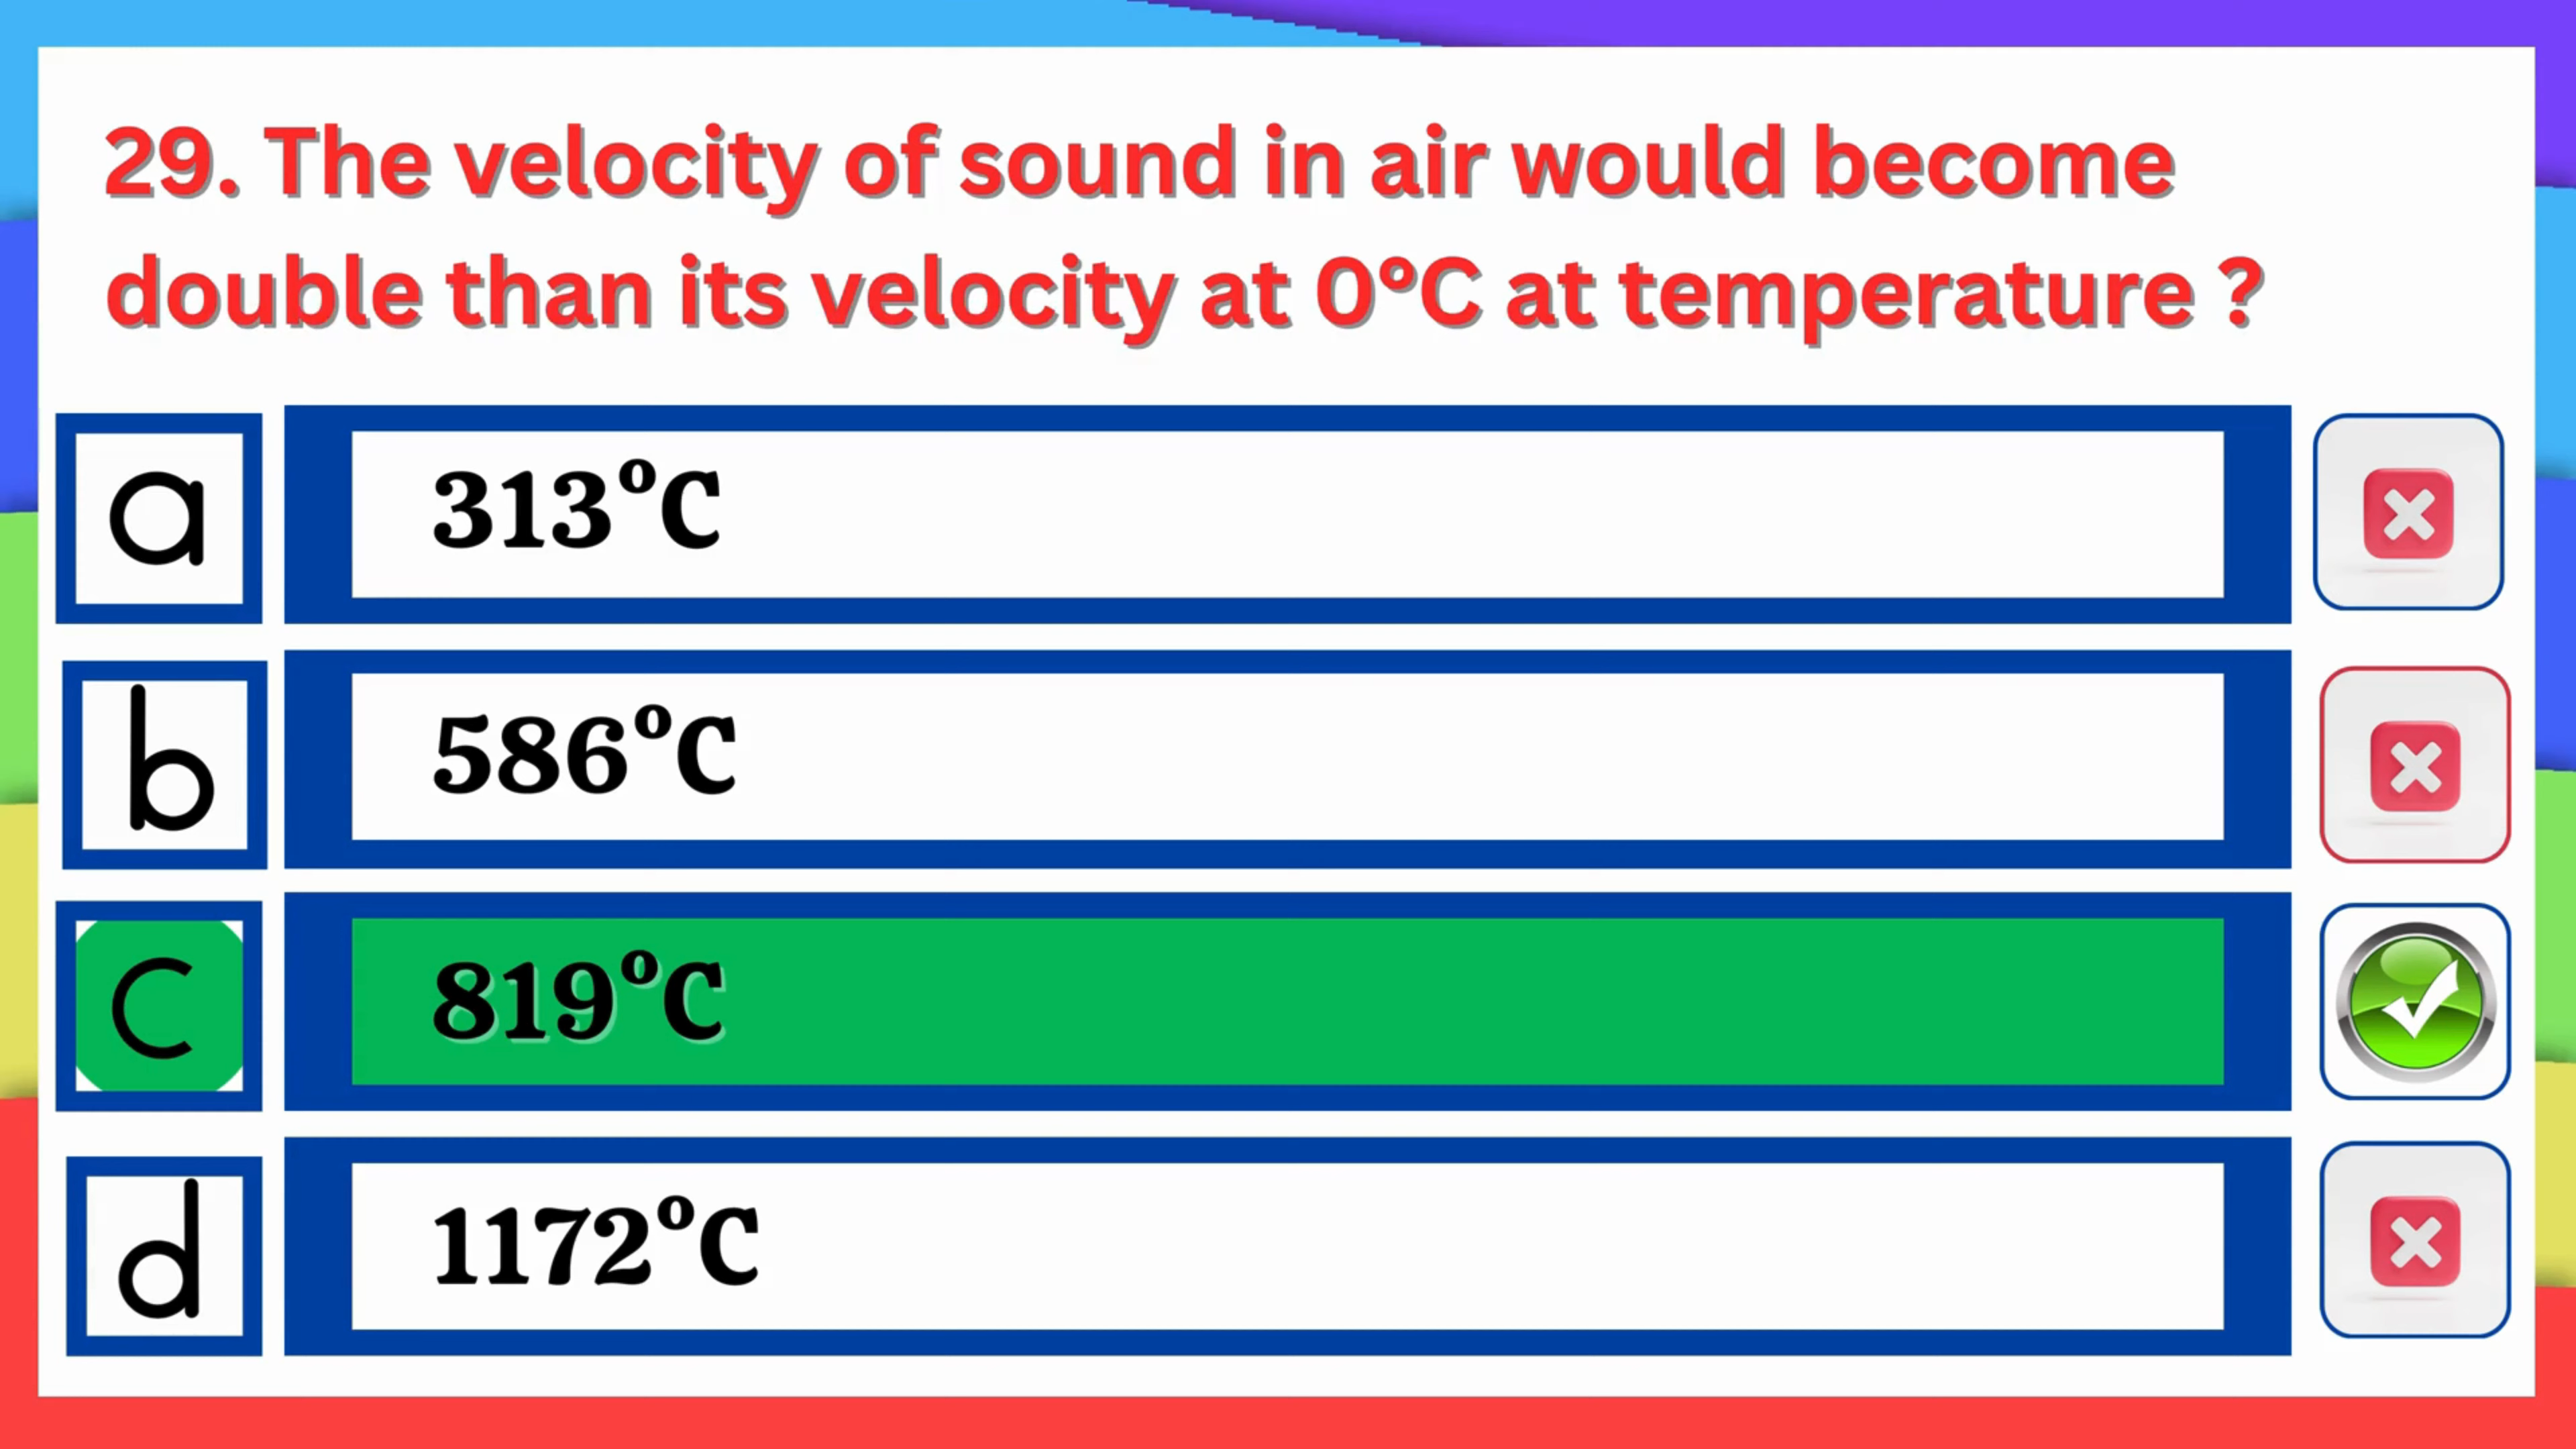 29. The velocity of sound in air would become
double than its velocity at 0°C at temperature ?
a 313°C
b 586°C
c 819°C
d 1172°C